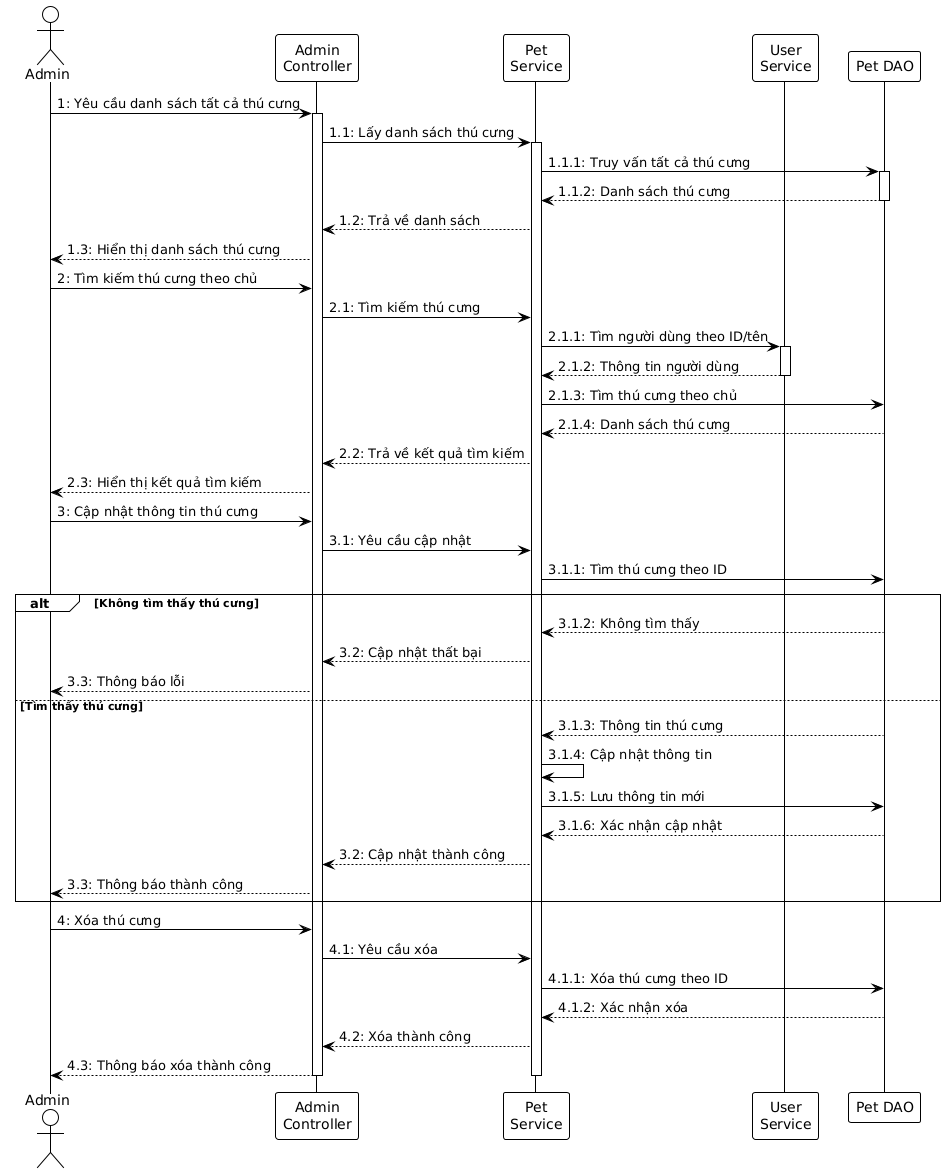 Admin
Admin
Controller
Pet
Service
User
Service
Pet DAO
1: Yêu cầu danh sách tất cả thú cưng
1.1: Lấy danh sách thú cưng
1.1.1: Truy vấn tất cả thú cưng
1.1.2: Danh sách thú cưng
1.2: Trả về danh sách
1.3: Hiển thị danh sách thú cưng
2: Tìm kiếm thú cưng theo chủ
2.1: Tìm kiếm thú cưng
2.1.1: Tìm người dùng theo ID/tên
2.1.2: Thông tin người dùng
2.1.3: Tìm thú cưng theo chủ
2.1.4: Danh sách thú cưng
2.2: Trả về kết quả tìm kiếm
2.3: Hiển thị kết quả tìm kiếm
3: Cập nhật thông tin thú cưng
3.1: Yêu cầu cập nhật
3.1.1: Tìm thú cưng theo ID
alt [Không tìm thấy thú cưng]
3.1.2: Không tìm thấy
3.2: Cập nhật thất bại
3.3: Thông báo lỗi
[Tìm thấy thú cưng]
3.1.3: Thông tin thú cưng
3.1.4: Cập nhật thông tin
3.1.5: Lưu thông tin mới
3.1.6: Xác nhận cập nhật
3.2: Cập nhật thành công
3.3: Thông báo thành công
4: Xóa thú cưng
4.1: Yêu cầu xóa
4.1.1: Xóa thú cưng theo ID
4.1.2: Xác nhận xóa
4.2: Xóa thành công
4.3: Thông báo xóa thành công
Admin
Admin
Controller
Pet
Service
User
Service
Pet DAO